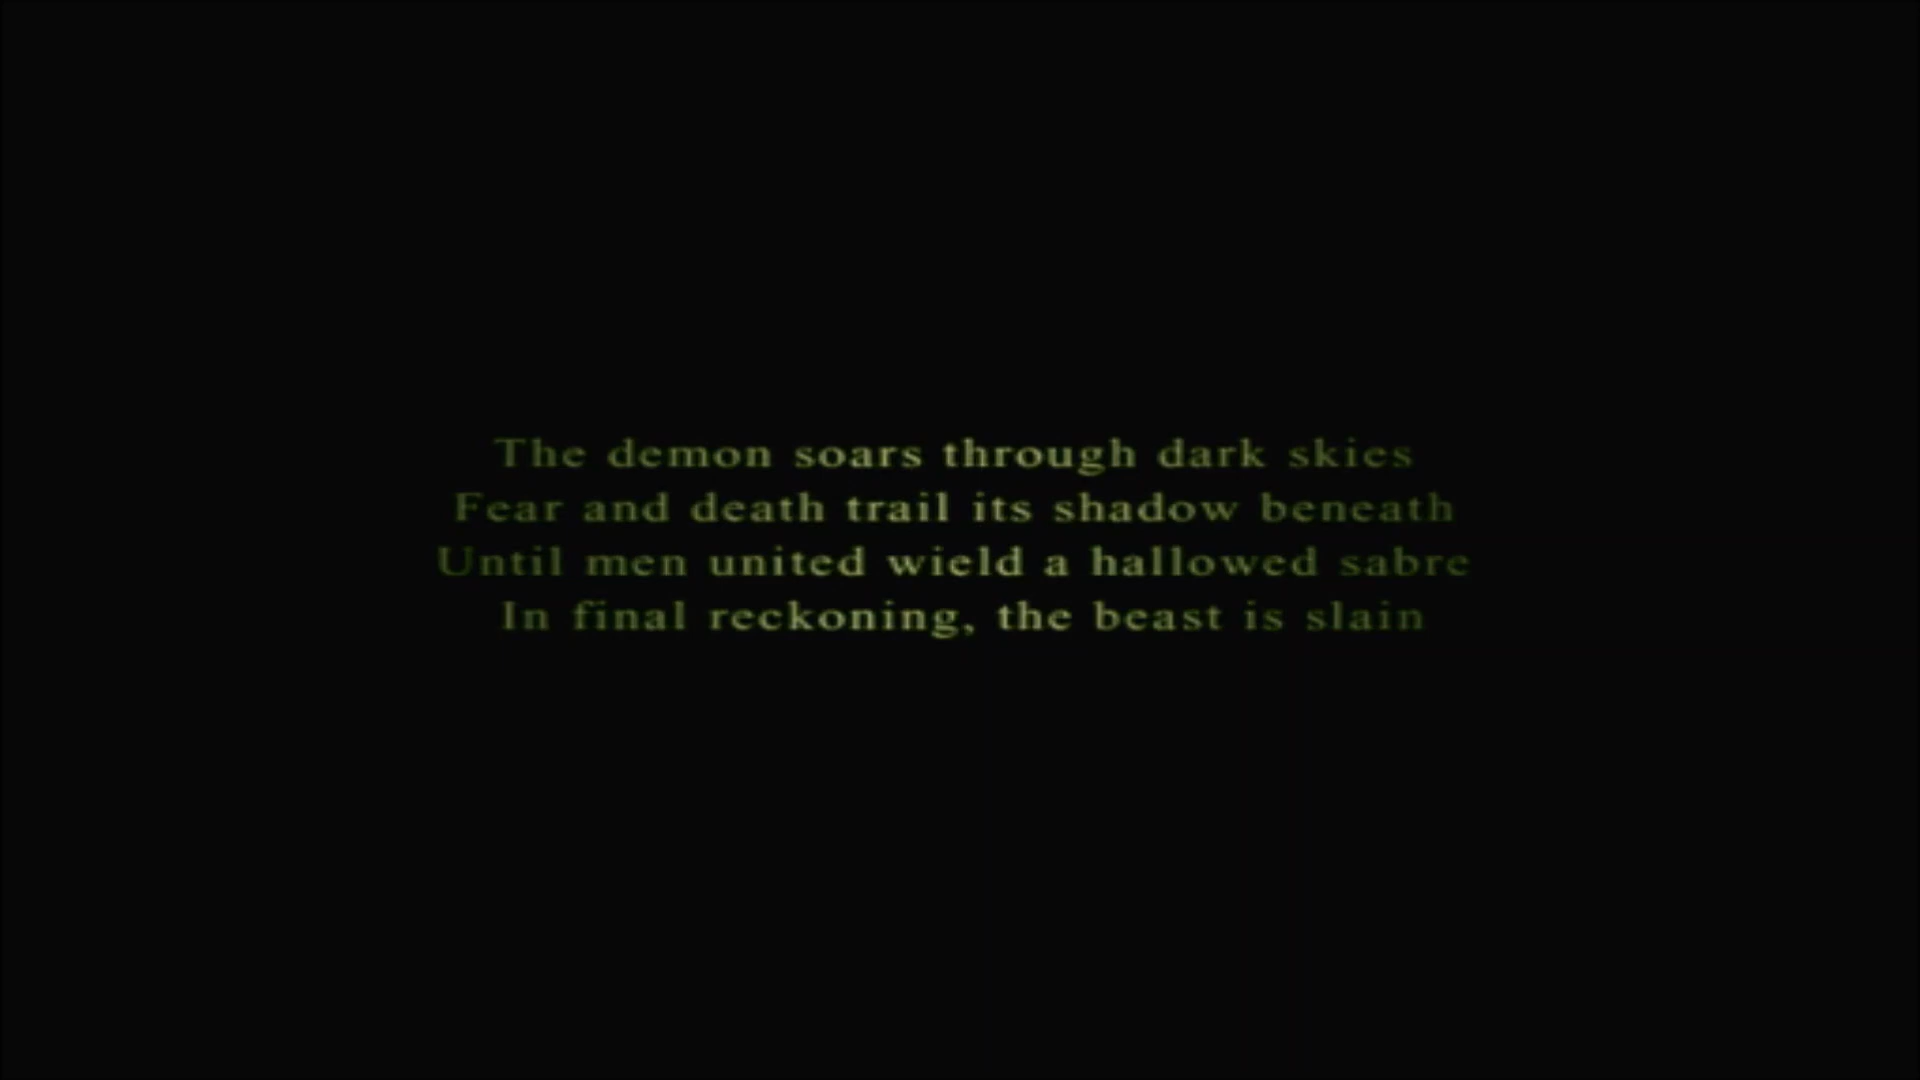 The demon soars through dark skies
Fear and death trail its shadow beneath
Until men united wield a hallowed sabre
In final reckoning, the beast is slain